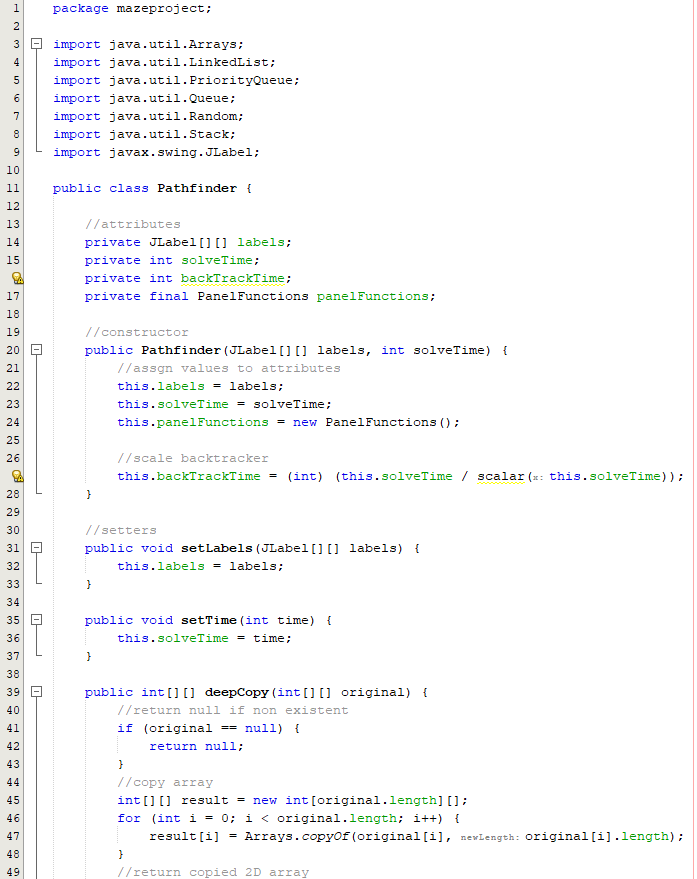 1 package mazeproject;
2
3 import java.util.Arrays;
4 import java.util.LinkedList;
5 import java.util.PriorityQueue;
6 import java.util.Queue;
7 import java.util.Random;
8 import java.util.Stack;
9 import javax.swing.JLabel;
10
11 public class Pathfinder {
12
13 //attributes
14 private JLabel[][] labels;
15 private int solveTime;
private int backTrackTime;
17 private final PanelFunctions panelFunctions;
18
19 //constructor
20 public Pathfinder(JLabel[][] labels, int solveTime) {
21 //assgn values to attributes
22 this.labels = labels;
23 this.solveTime = solveTime;
24 this.panelFunctions = new PanelFunctions();
25
26 //scale backtracker
this.backTrackTime = (int) (this.solveTime / scalar(x: this.solveTime));
28 }
29
30 //setters
31 public void setLabels(JLabel[][] labels) {
32 this.labels = labels;
33 }
34
35 public void setTime(int time) {
36 this.solveTime = time;
37 }
38
39 public int[][] deepCopy(int[][] original) {
40 //return null if non existent
41 if (original == null) {
42 return null;
43 }
44 //copy array
45 int[][] result = new int[original.length][];
46 for (int i = 0; i < original.length; i++) {
47 result[i] = Arrays.copyOf(original[i], newLength: original[i].length);
48 }
49 //return copied 2D array